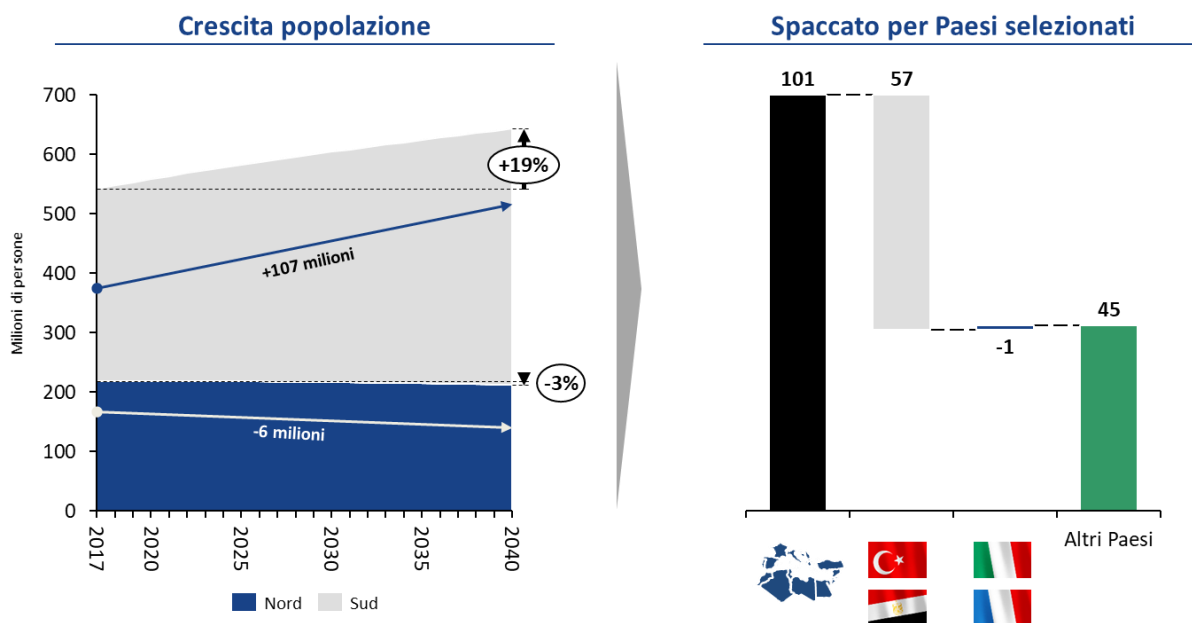 Crescita popolazione
Milioni di persone
700
600
500
400
300
200
100
0
+19%
+107 milioni
-3%
-6 milioni
2017
2020
2025
2030
2035
2040
Nord
Sud
Spaccato per Paesi selezionati
101
57
-1
45
Altri Paesi